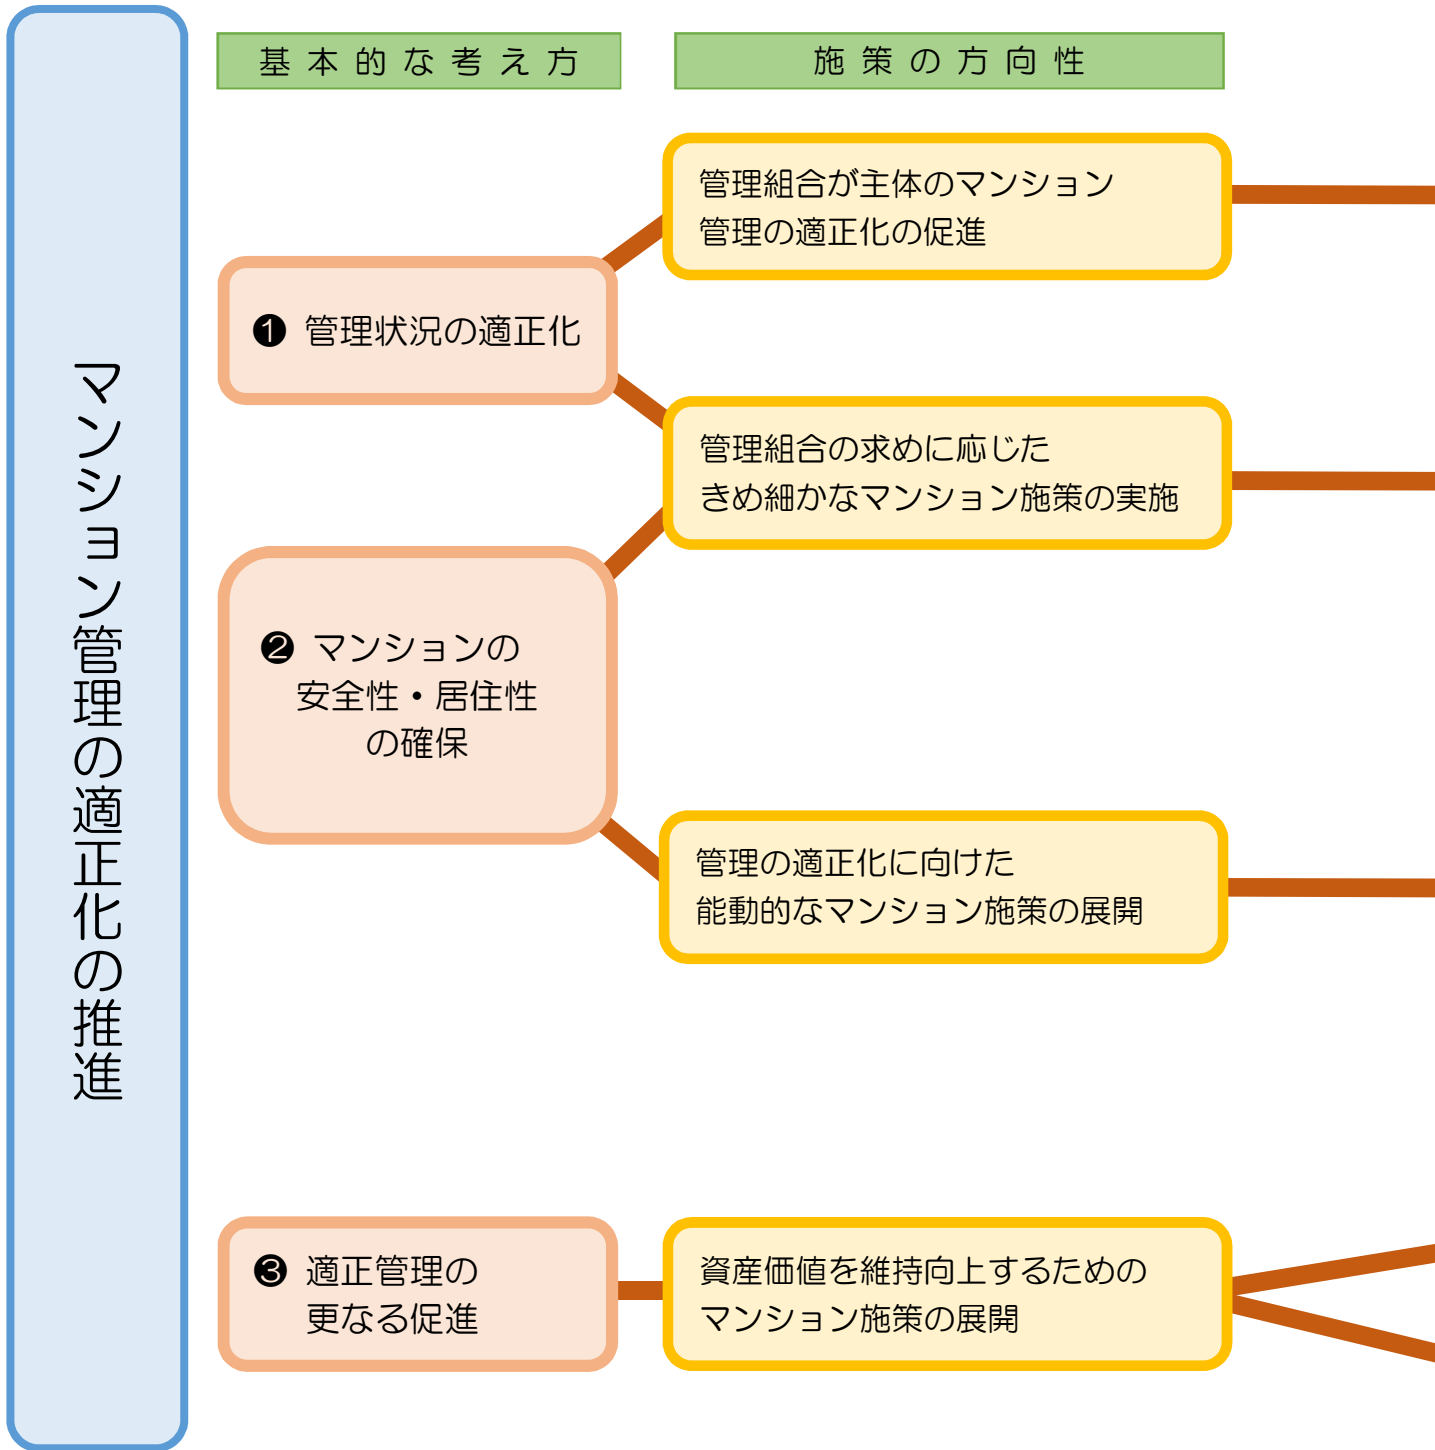 マンション管理の適正化の推進
基本的な考え方
施策の方向性
管理組合が主体のマンション
管理の適正化の促進
❶ 管理状況の適正化
管理組合の求めに応じた
きめ細かなマンション施策の実施
❷ マンションの
安全性・居住性
の確保
管理の適正化に向けた
能動的なマンション施策の展開
❸ 適正管理の
更なる促進
資産価値を維持向上するための
マンション施策の展開